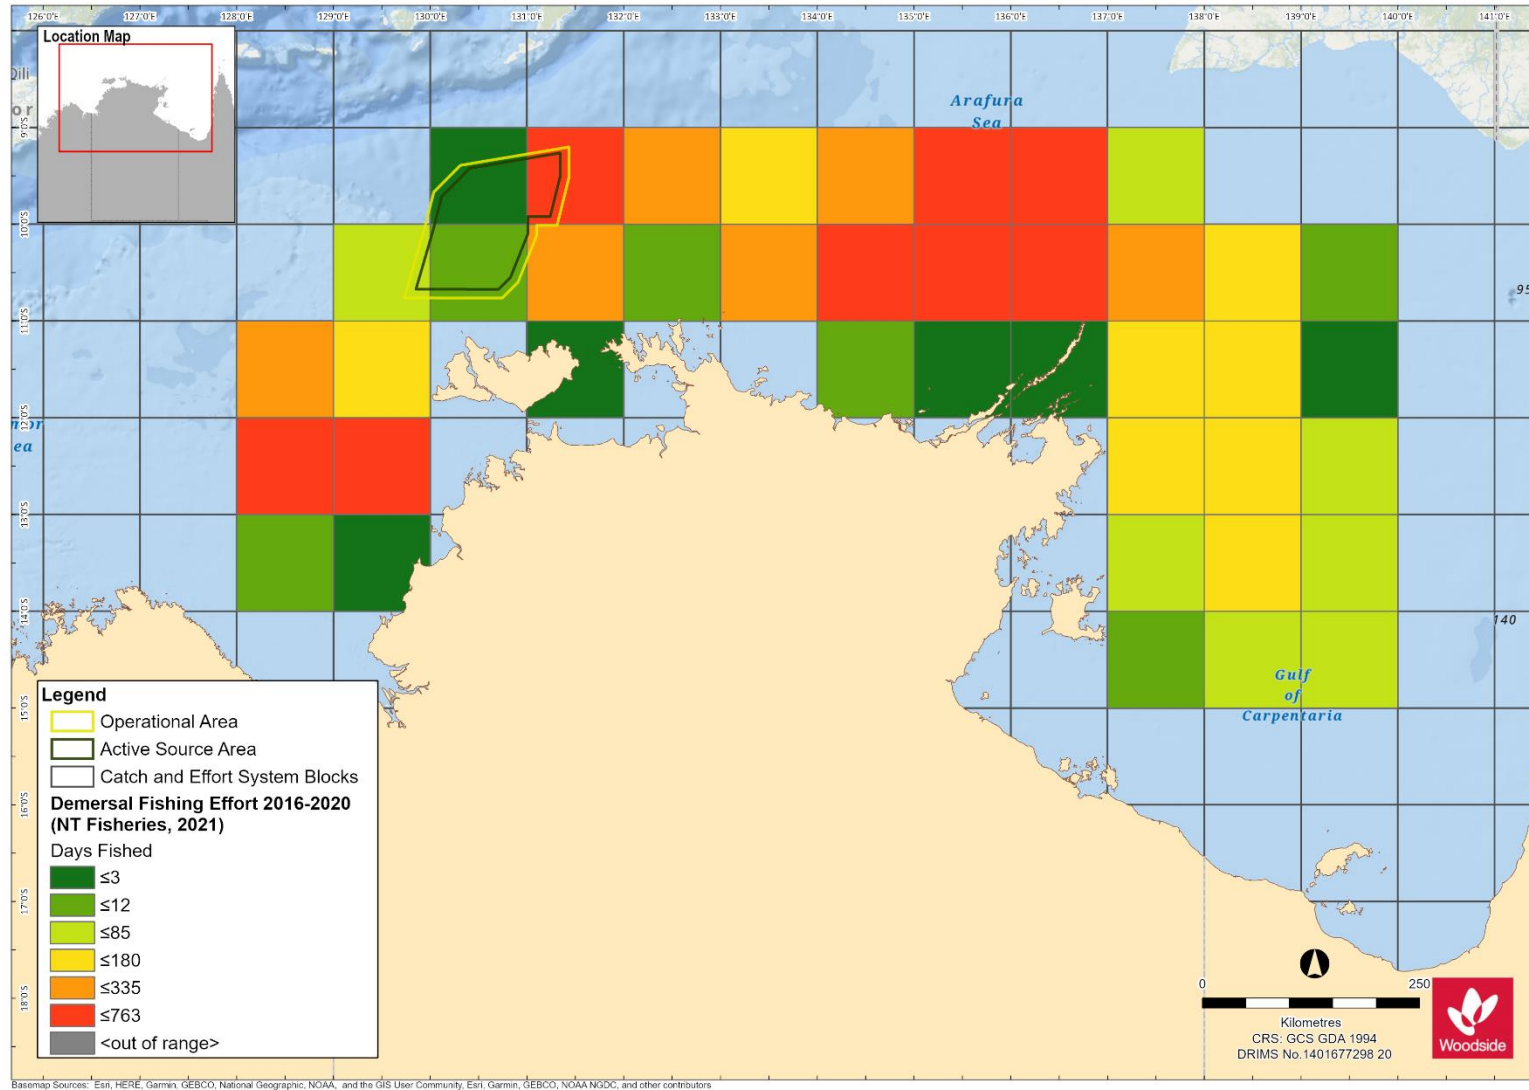 126°0'E 127°0'E 128°0'E 129°0'E 130°0'E 131°0'E 132°0'E 133°0'E 134°0'E 135°0'E 136°0'E 137°0'E 138°0'E 139°0'E 140°0'E 141°0'E
Location Map
Arafura
Sea
9°0'S
10°0'S
11°0'S
12°0'S
13°0'S
14°0'S
15°0'S
16°0'S
17°0'S
18°0'S
95
140
Gulf
of
Carpentaria
Legend
Operational Area
Active Source Area
Catch and Effort System Blocks
Demersal Fishing Effort 2016-2020
(NT Fisheries, 2021)
Days Fished
≤3
≤12
≤85
≤180
≤335
≤763
<out of range>
0 250
Kilometres
CRS: GCS GDA 1994
DRIMS No.1401677298 20
Woodside
Basemap Sources: Esri, HERE, Garmin, GEBCO, National Geographic, NOAA, and the GIS User Community, Esri, Garmin, GEBCO, NOAA NGDC, and other contributors